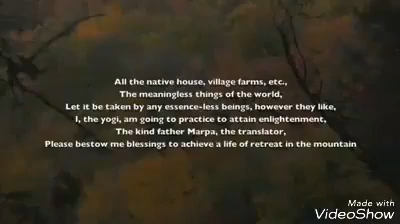 All the native house, village farms, etc.,
The meaningless things of the world,
Let it be taken by any essence-less beings, however they like,
I, the yogi, am going to practice to attain enlightenment,
The kind father Marpa, the translator,
Please bestow me blessings to achieve a life of retreat in the mountain
Made with
VideoShow